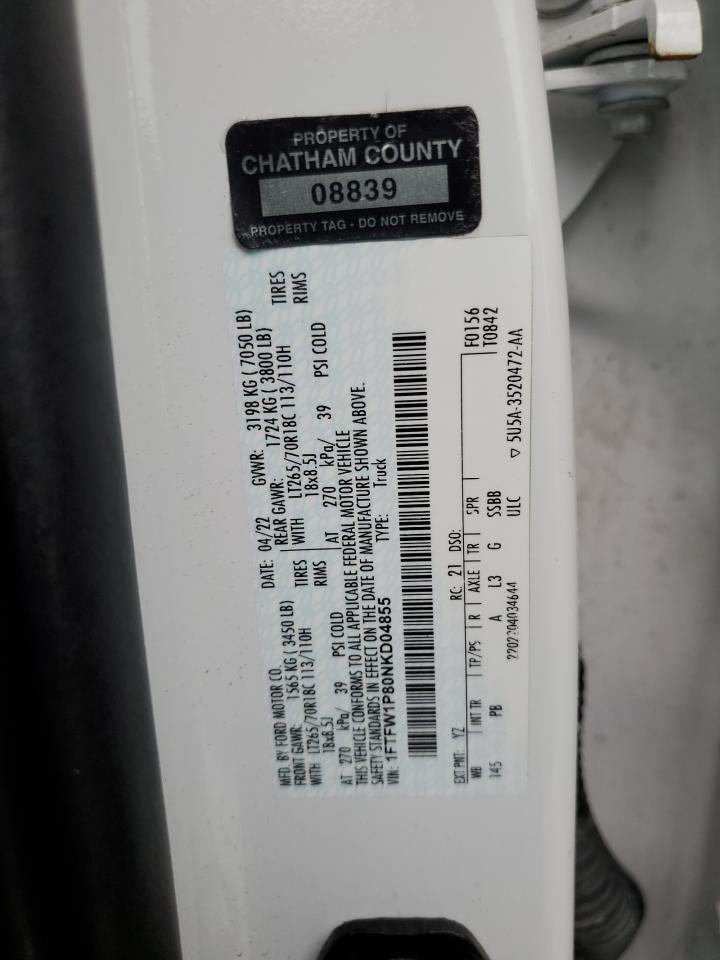 PROPERTY OF
CHATHAM COUNTY
08839
PROPERTY TAG - DO NOT REMOVE
MFD. BY FORD MOTOR CO. DATE: 04/22 GVWR: 3198 KG ( 7050 LB)
FRONT GAWR: 1565 KG ( 3450 LB) REAR GAWR: 1724 KG ( 3800 LB)
WITH LT265/70R18C 113/110H TIRES WITH LT265/70R18C 113/110H TIRES
18x8.5J RIMS 18x8.5J RIMS
AT 270 kPa/ 39 PSI COLD AT 270 kPa/ 39 PSI COLD
THIS VEHICLE CONFORMS TO ALL APPLICABLE FEDERAL MOTOR VEHICLE
SAFETY STANDARDS IN EFFECT ON THE DATE OF MANUFACTURE SHOWN ABOVE.
VIN: 1FTFW1P80NKD04855 TYPE: Truck
EXT PNT: YZ RC: 21 DSO: F0156
WB INT TR TP/PS R AXLE TR SPR T0842
145 PB A L3 G SSBB
2202204034644 ULC ▽ 5U5A-3520472-AA